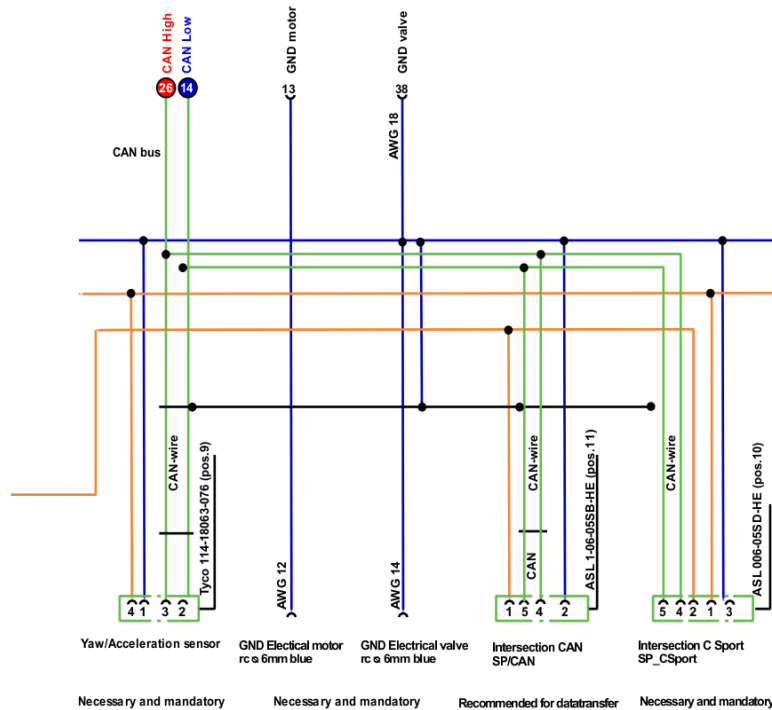 CAN High
CAN Low
GND motor
GND valve
26
14
13
38
CAN bus
AWG 18
CAN-wire
Tyco 114-18063-076 (pos.9)
AWG 12
AWG 14
CAN-wire
CAN
ASL 1-06-05SB-HE (pos.11)
CAN-wire
ASL 006-05SD-HE (pos.10)
4 1 3 2
1 5 4 2
5 4 2 1 3
Yaw/Acceleration sensor
GND Electical motor
6mm blue
GND Electrical valve
6mm blue
Intersection CAN
SP/CAN
Intersection C Sport
SP_CSport
Necessary and mandatory
Necessary and mandatory
Recommended for datatransfer
Necessary and mandatory